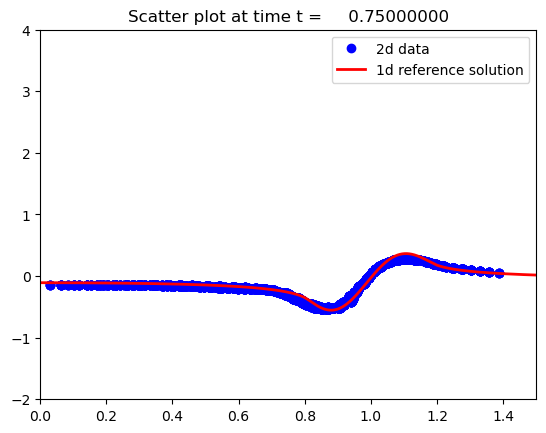 Scatter plot at time t = 0.75000000
2d data
1d reference solution
4
3
2
1
0
−1
−2
0.0 0.2 0.4 0.6 0.8 1.0 1.2 1.4